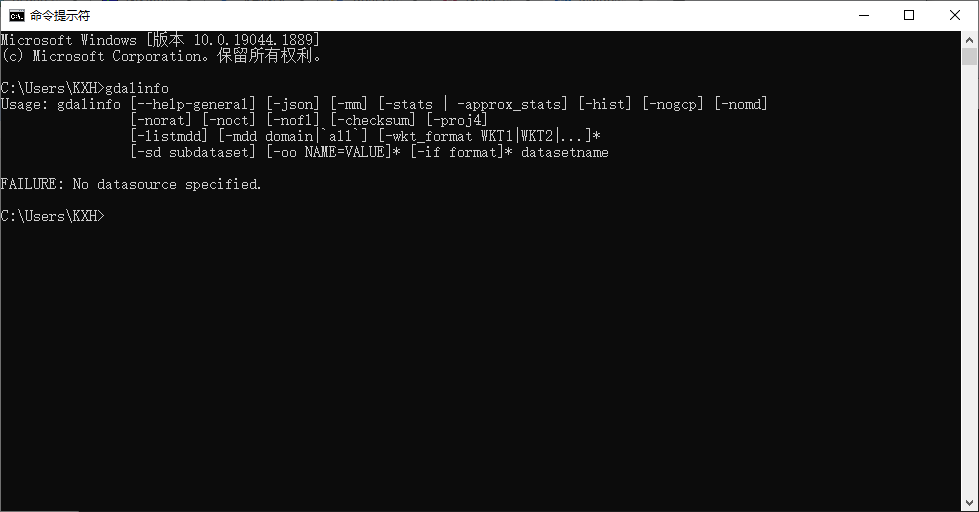 命令提示符
Microsoft Windows [版本 10.0.19044.1889]
(c) Microsoft Corporation。保留所有权利。
C:\Users\KXH>gdalinfo
Usage: gdalinfo [--help-general] [-json] [-mm] [-stats | -approx_stats] [-hist] [-nogcp] [-nomd]
[-norat] [-noct] [-nofl] [-checksum] [-proj4]
[-listmdd] [-mdd domain|`all`] [-wkt_format WKT1|WKT2|...]*
[-sd subdataset] [-oo NAME=VALUE]* [-if format]* datasetname
FAILURE: No datasource specified.
C:\Users\KXH>